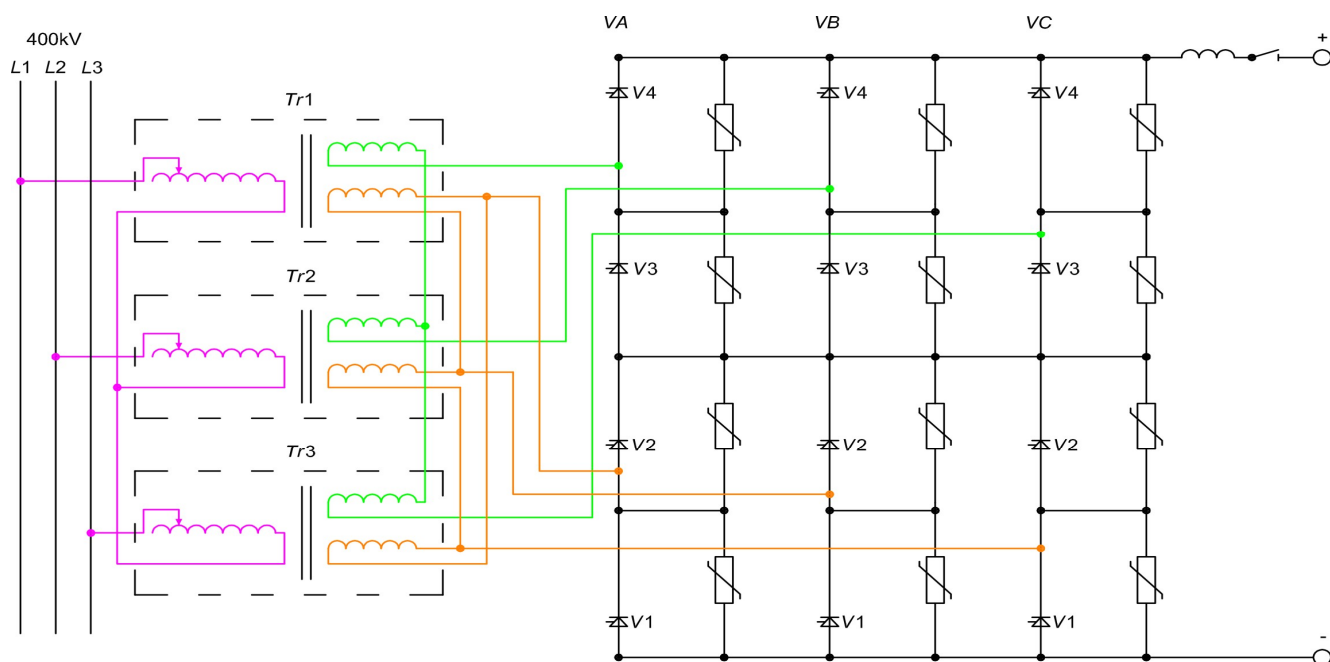 VA VB VC
400kV
L1 L2 L3
+
Tr1
V4 V4 V4
Tr2
V3 V3 V3
Tr3
V2 V2 V2
V1 V1 V1
-